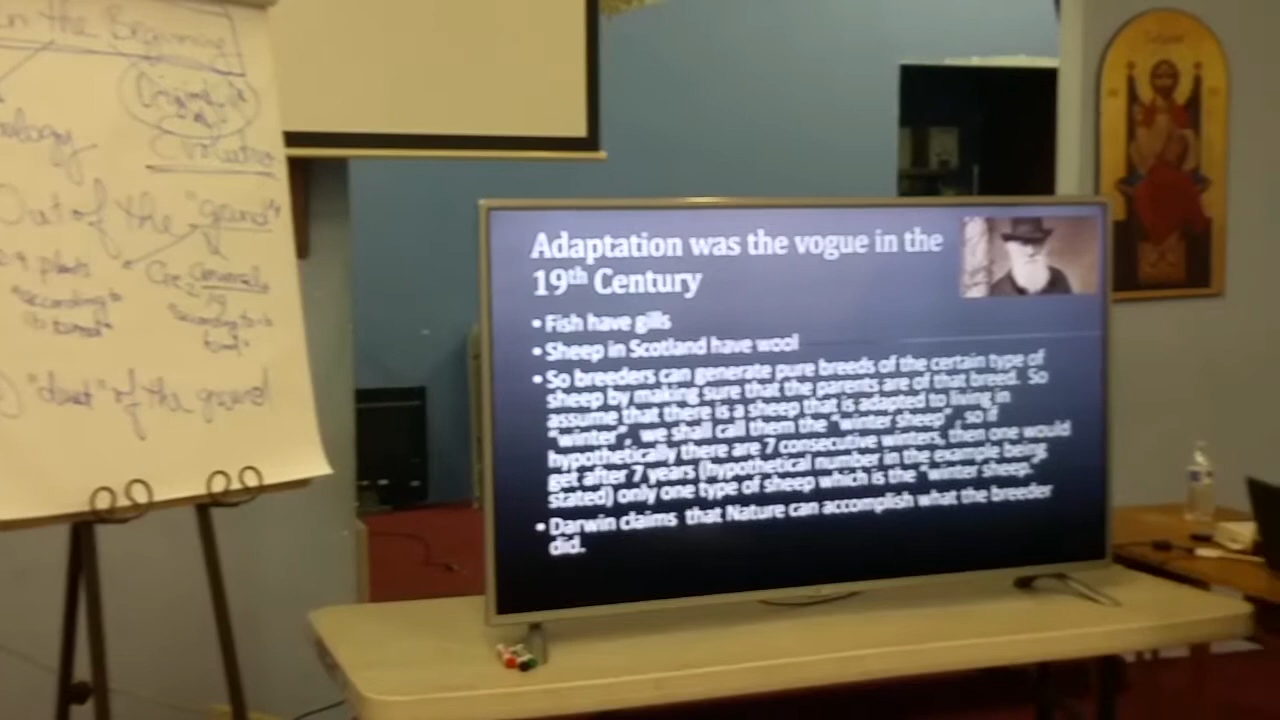 in the Beginning
Out of the "ground"
"dust" of the ground
Adaptation was the vogue in the
19th Century
• Fish have gills
• Sheep in Scotland have wool
• So breeders can generate pure breeds of the certain type of
sheep by making sure that the parents are of that breed. So
assume that there is a sheep that is adapted to living in
"winter", we shall call them the "winter sheep", so if
hypothetically there are 7 consecutive winters, then one would
get after 7 years (hypothetical number in the example being
stated) only one type of sheep which is the "winter sheep."
• Darwin claims that Nature can accomplish what the breeder
did.